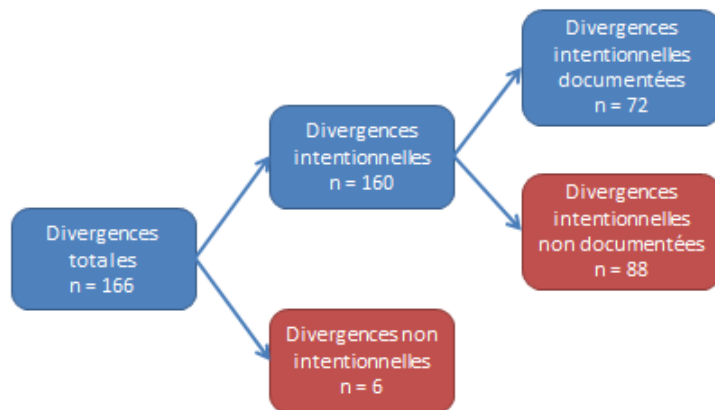 Divergences
totales
n = 166
Divergences
intentionnelles
n = 160
Divergences non
intentionnelles
n = 6
Divergences
intentionnelles
documentées
n = 72
Divergences
intentionnelles
non documentées
n = 88